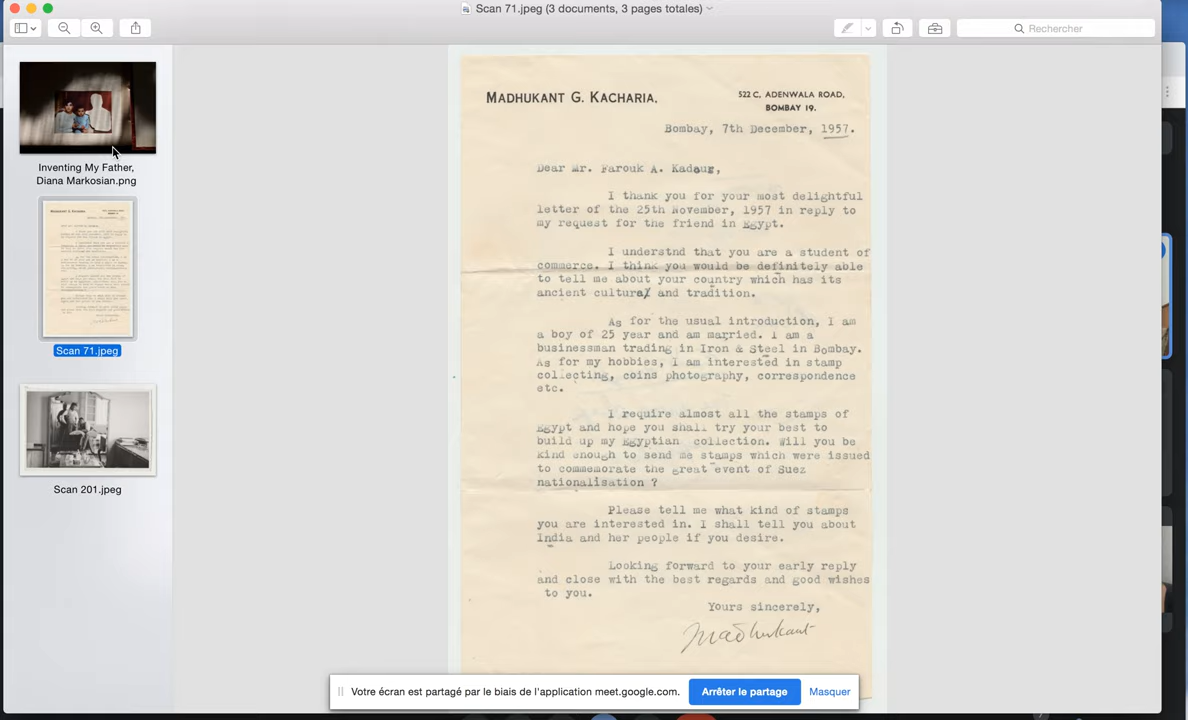 Scan 71.jpeg (3 documents, 3 pages totales)
Rechercher
Inventing My Father,
Diana Markosian.png
Scan 71.jpeg
Scan 201.jpeg
MADHUKANT G. KACHARIA.
522 C, ADENWALA ROAD,
BOMBAY 19.
Bombay, 7th December, 1957.
Dear Mr. Farouk A. Kadour,
I thank you for your most delightful
letter of the 25th November, 1957 in reply to
my request for the friend in Egypt.
I understnd that you are a student of
commerce. I think you would be definitely able
to tell me about your country which has its
ancient cultural and tradition.
As for the usual introduction, I am
a boy of 25 year and am married. I am a
businessman trading in Iron & Steel in Bombay.
As for my hobbies, I am interested in stamp
collecting, coins photography, correspondence
etc.
I require almost all the stamps of
Egypt and hope you shall try your best to
build up my Egyptian collection. Will you be
kind enough to send me stamps which were issued
to commemorate the great event of Suez
nationalisation ?
Please tell me what kind of stamps
you are interested in. I shall tell you about
India and her people if you desire.
Looking forward to your early reply
and close with the best regards and good wishes
to you.
Yours sincerely,
Madhukant
Votre écran est partagé par le biais de l'application meet.google.com.
Arrêter le partage
Masquer